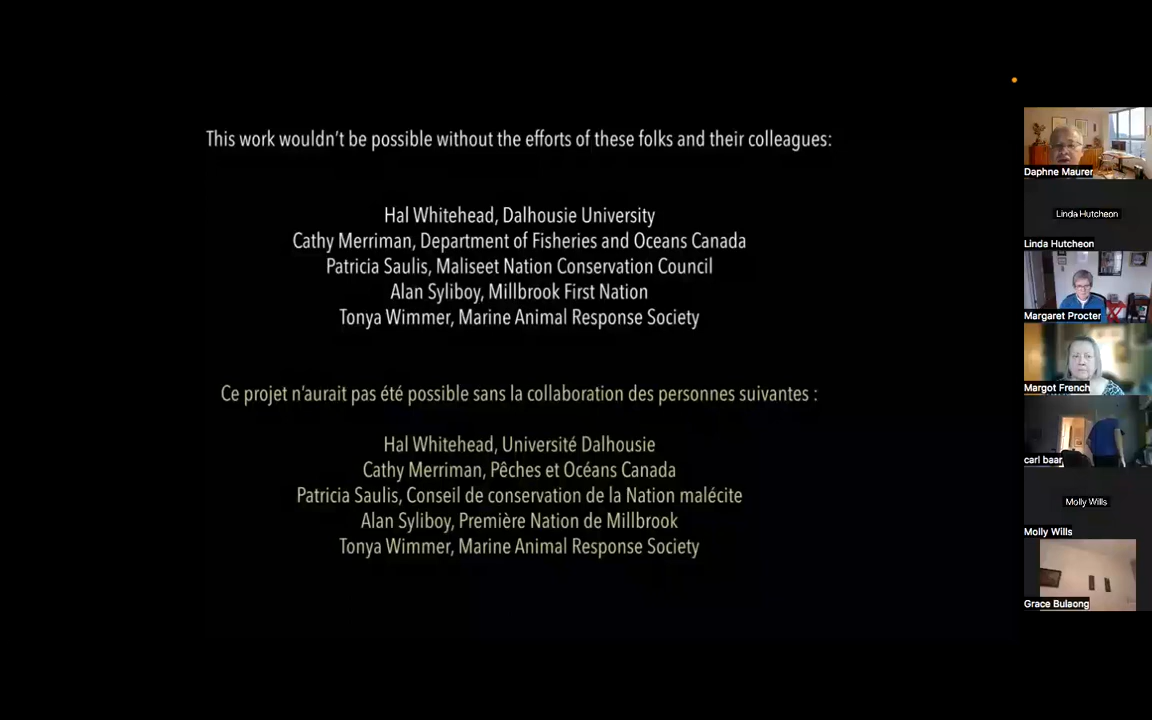 This work wouldn't be possible without the efforts of these folks and their colleagues:
Hal Whitehead, Dalhousie University
Cathy Merriman, Department of Fisheries and Oceans Canada
Patricia Saulis, Maliseet Nation Conservation Council
Alan Syliboy, Millbrook First Nation
Tonya Wimmer, Marine Animal Response Society
Ce projet n'aurait pas été possible sans la collaboration des personnes suivantes :
Hal Whitehead, Université Dalhousie
Cathy Merriman, Pêches et Océans Canada
Patricia Saulis, Conseil de conservation de la Nation malécite
Alan Syliboy, Première Nation de Millbrook
Tonya Wimmer, Marine Animal Response Society
Daphne Maurer
Linda Hutcheon
Linda Hutcheon
Margaret Procter
Margot French
carl baar
Molly Wills
Molly Wills
Grace Bulaong